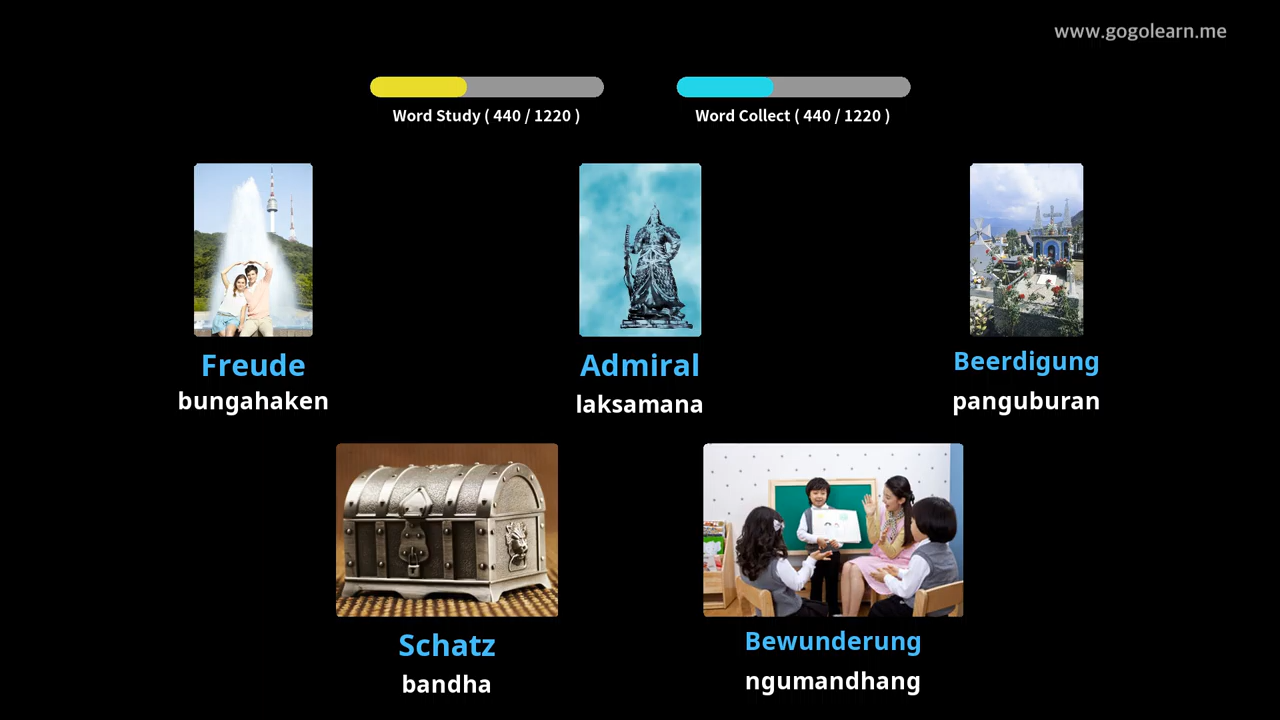 www.gogolearn.me
Word Study ( 440 / 1220 )
Word Collect ( 440 / 1220 )
Freude
bungahaken
Admiral
laksamana
Beerdigung
panguburan
Schatz
bandha
Bewunderung
ngumandhang